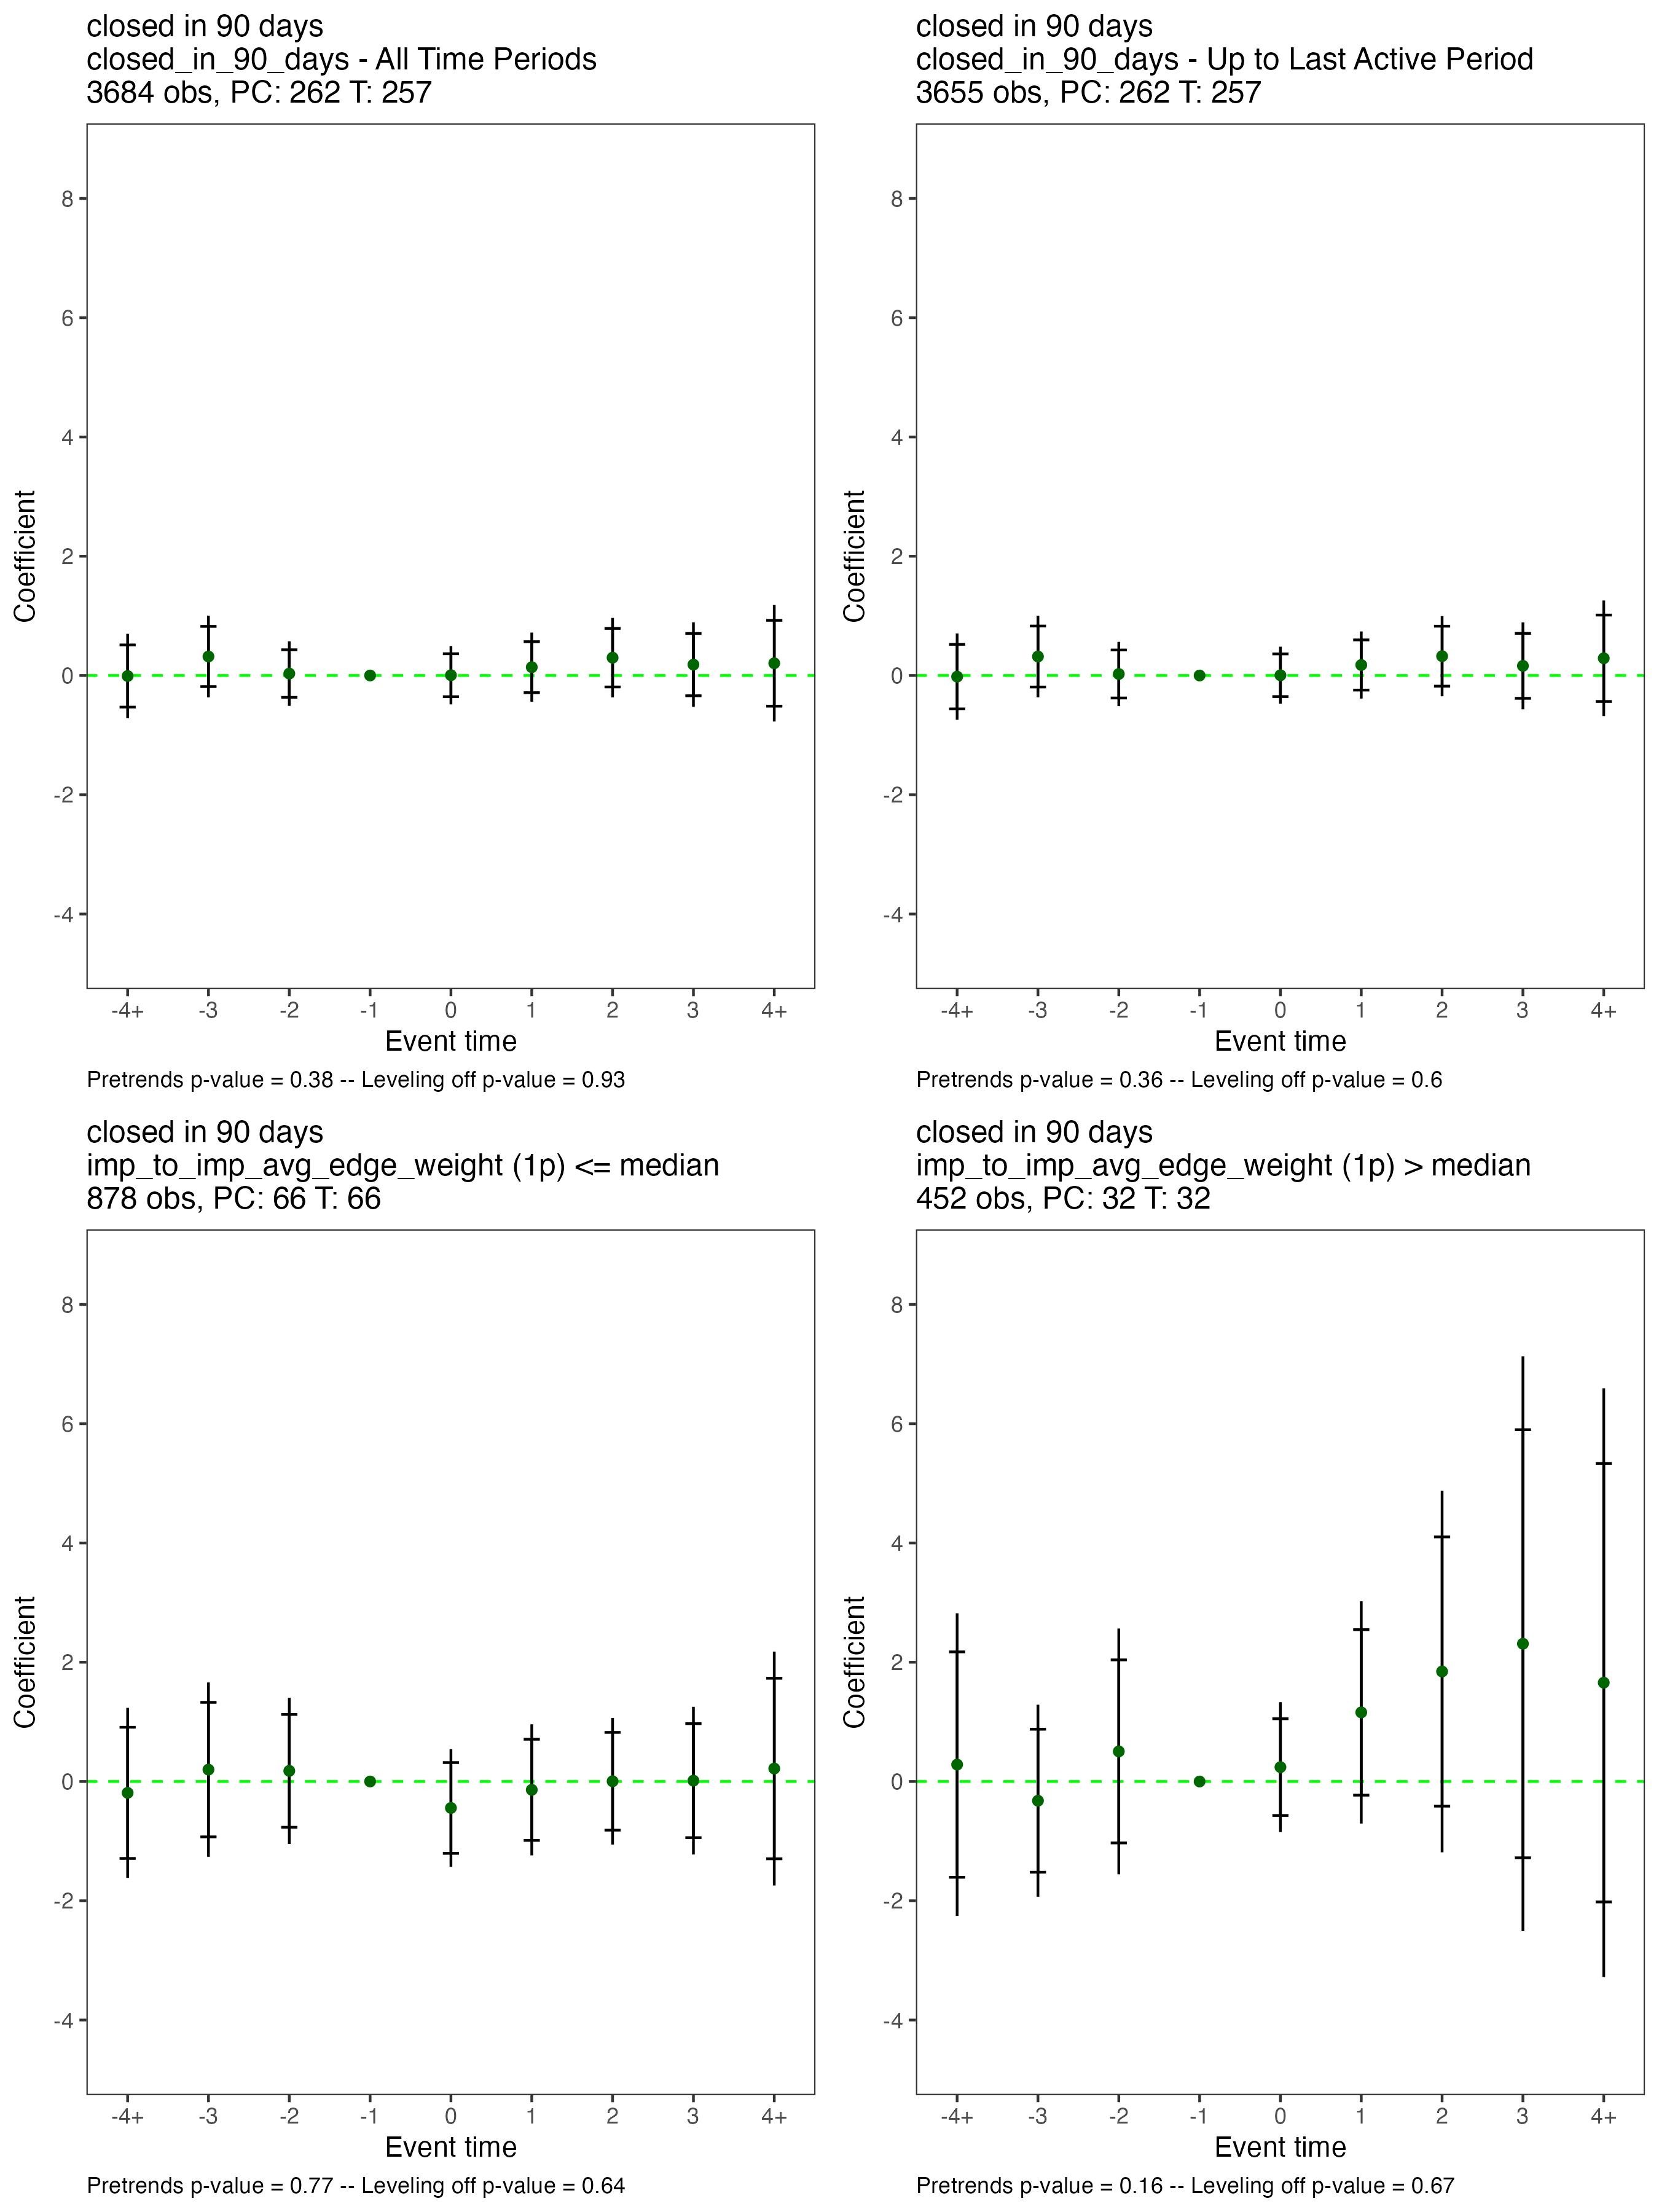 closed in 90 days
closed_in_90_days - All Time Periods
3684 obs, PC: 262 T: 257
Coefficient
8
6
4
2
0
-2
-4
-4+ -3 -2 -1 0 1 2 3 4+
Event time
Pretrends p-value = 0.38 -- Leveling off p-value = 0.93
closed in 90 days
closed_in_90_days - Up to Last Active Period
3655 obs, PC: 262 T: 257
Coefficient
8
6
4
2
0
-2
-4
-4+ -3 -2 -1 0 1 2 3 4+
Event time
Pretrends p-value = 0.36 -- Leveling off p-value = 0.6
closed in 90 days
imp_to_imp_avg_edge_weight (1p) <= median
878 obs, PC: 66 T: 66
Coefficient
8
6
4
2
0
-2
-4
-4+ -3 -2 -1 0 1 2 3 4+
Event time
Pretrends p-value = 0.77 -- Leveling off p-value = 0.64
closed in 90 days
imp_to_imp_avg_edge_weight (1p) > median
452 obs, PC: 32 T: 32
Coefficient
8
6
4
2
0
-2
-4
-4+ -3 -2 -1 0 1 2 3 4+
Event time
Pretrends p-value = 0.16 -- Leveling off p-value = 0.67